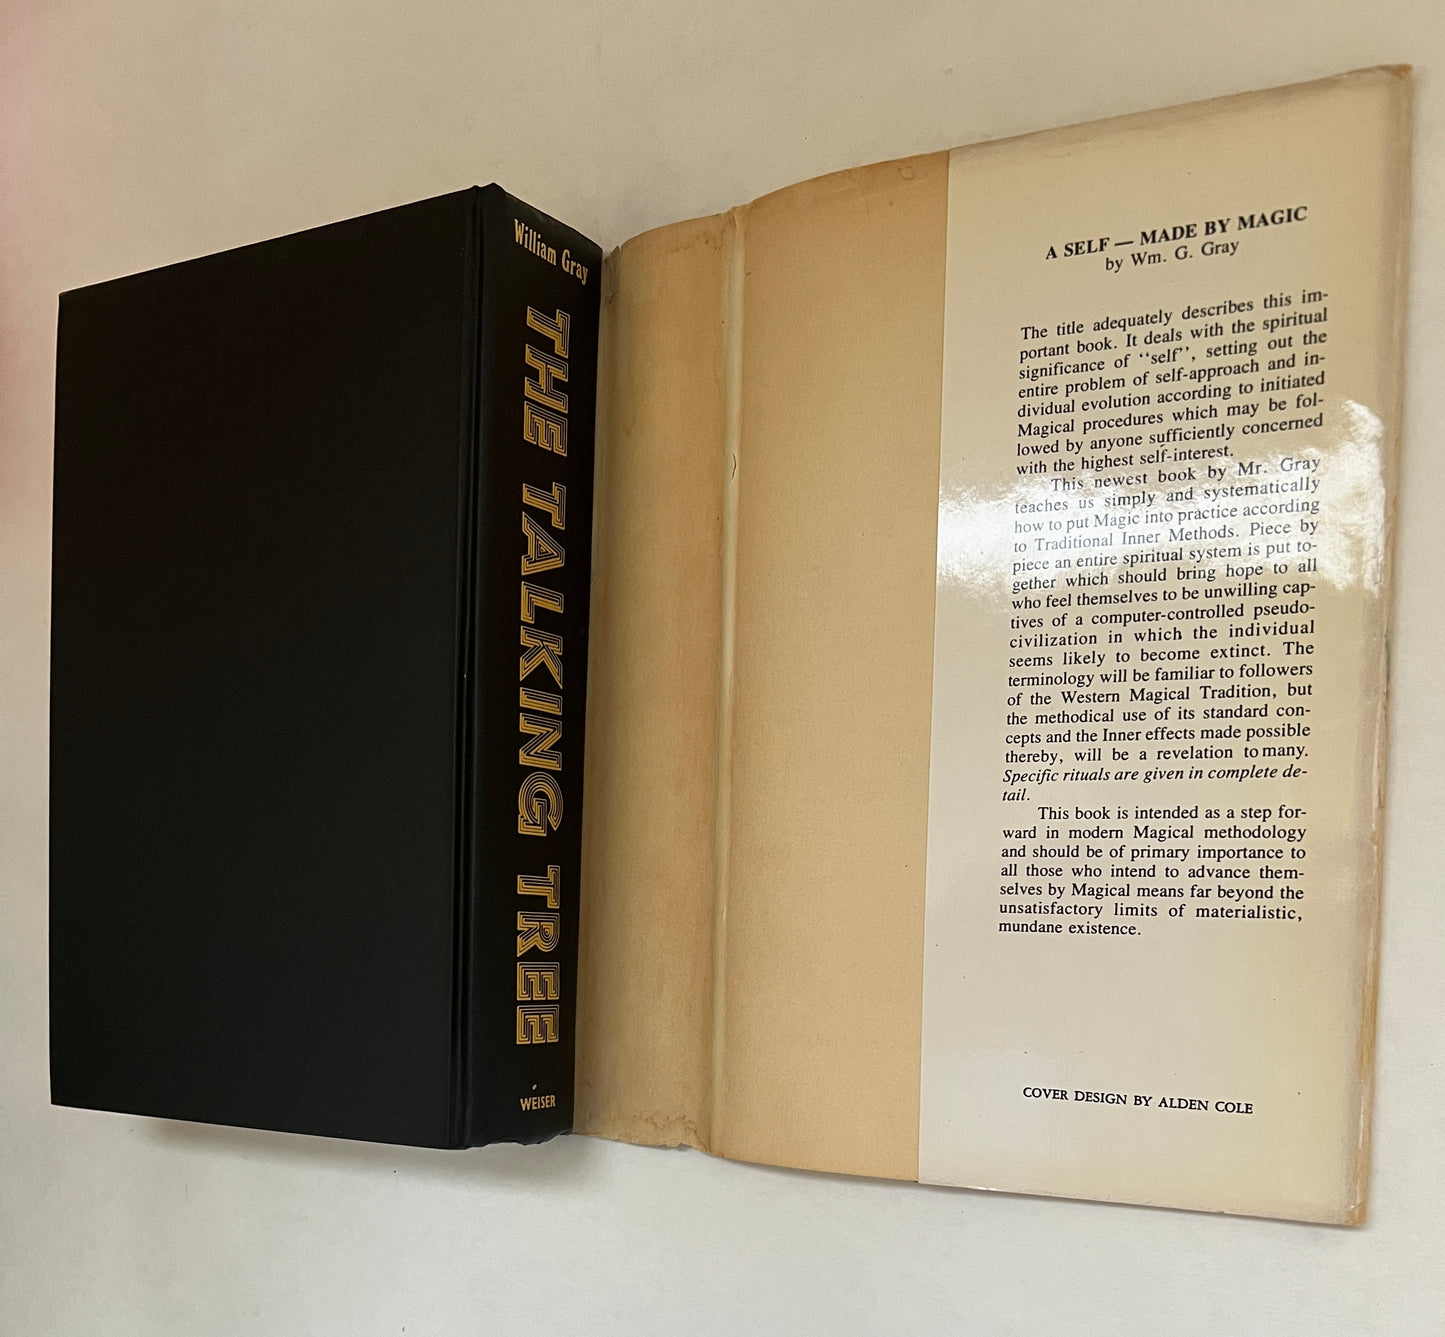 William Gray
THE TALKING TREE
WEISER
A SELF — MADE BY MAGIC
by Wm. G. Gray
The title adequately describes this im-
portant book. It deals with the spiritual
significance of ‘‘self’’, setting out the
entire problem of self-approach and in-
dividual evolution according to initiated
Magical procedures which may be fol-
lowed by anyone sufficiently concerned
with the highest self-interest.
This newest book by Mr. Gray
teaches us simply and systematically
how to put Magic into practice according
to Traditional Inner Methods. Piece by
piece an entire spiritual system is put to-
gether which should bring hope to all
who feel themselves to be unwilling cap-
tives of a computer-controlled pseudo-
civilization in which the individual
seems likely to become extinct. The
terminology will be familiar to followers
of the Western Magical Tradition, but
the methodical use of its standard con-
cepts and the Inner effects made possible
thereby, will be a revelation to many.
Specific rituals are given in complete de-
tail.
This book is intended as a step for-
ward in modern Magical methodology
and should be of primary importance to
all those who intend to advance them-
selves by Magical means far beyond the
unsatisfactory limits of materialistic,
mundane existence.
COVER DESIGN BY ALDEN COLE